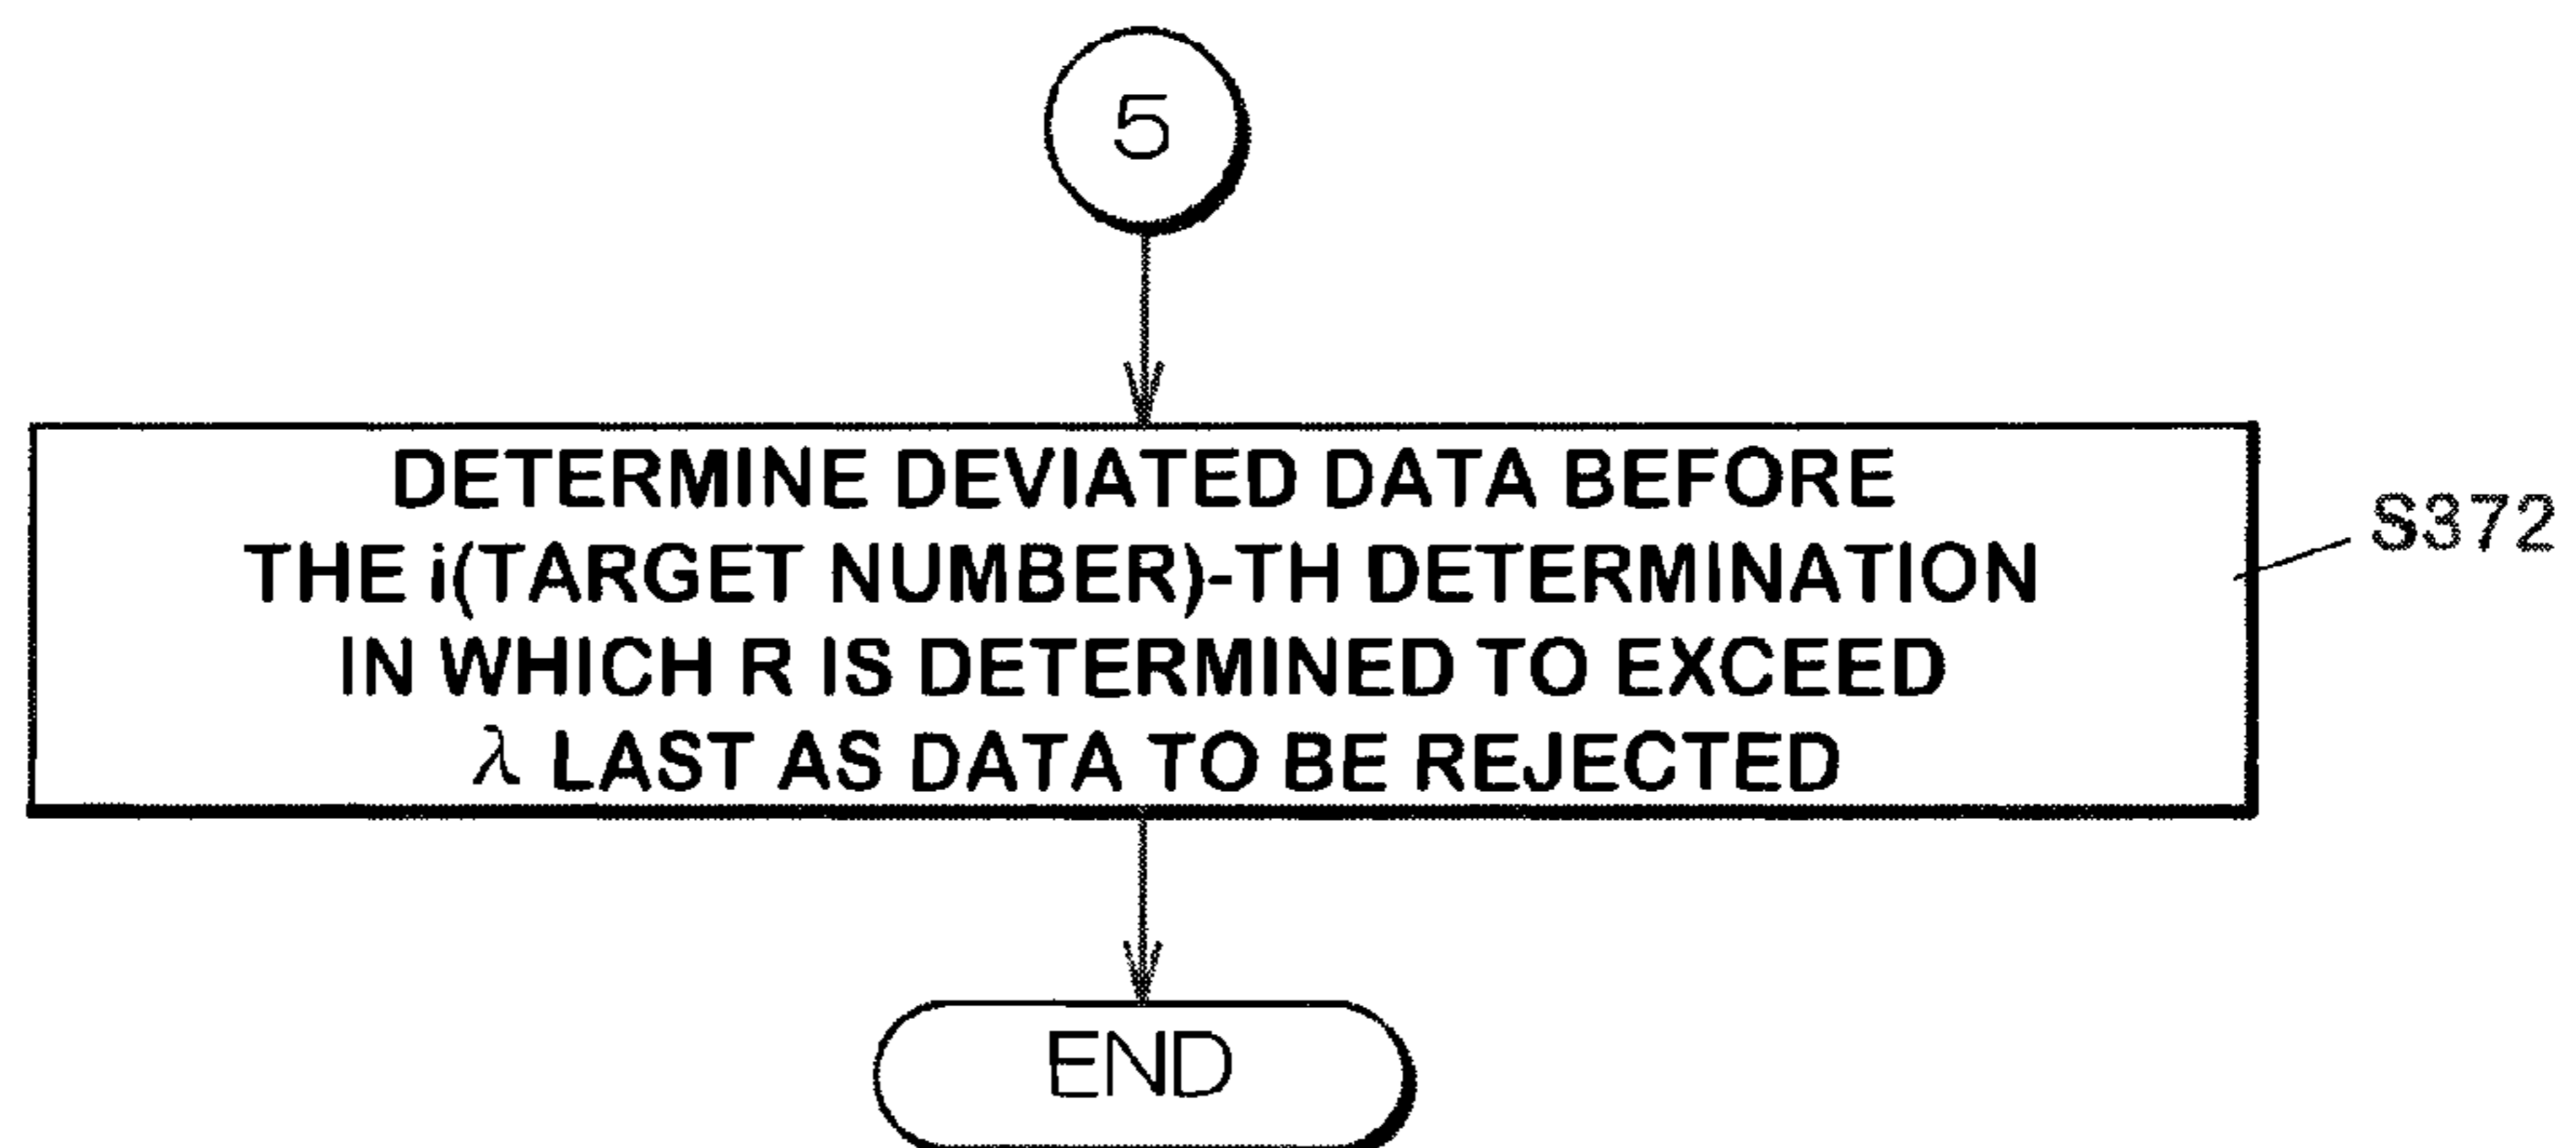 5
DETERMINE DEVIATED DATA BEFORE
THE i(TARGET NUMBER)-TH DETERMINATION
IN WHICH R IS DETERMINED TO EXCEED
λ LAST AS DATA TO BE REJECTED
S372
END